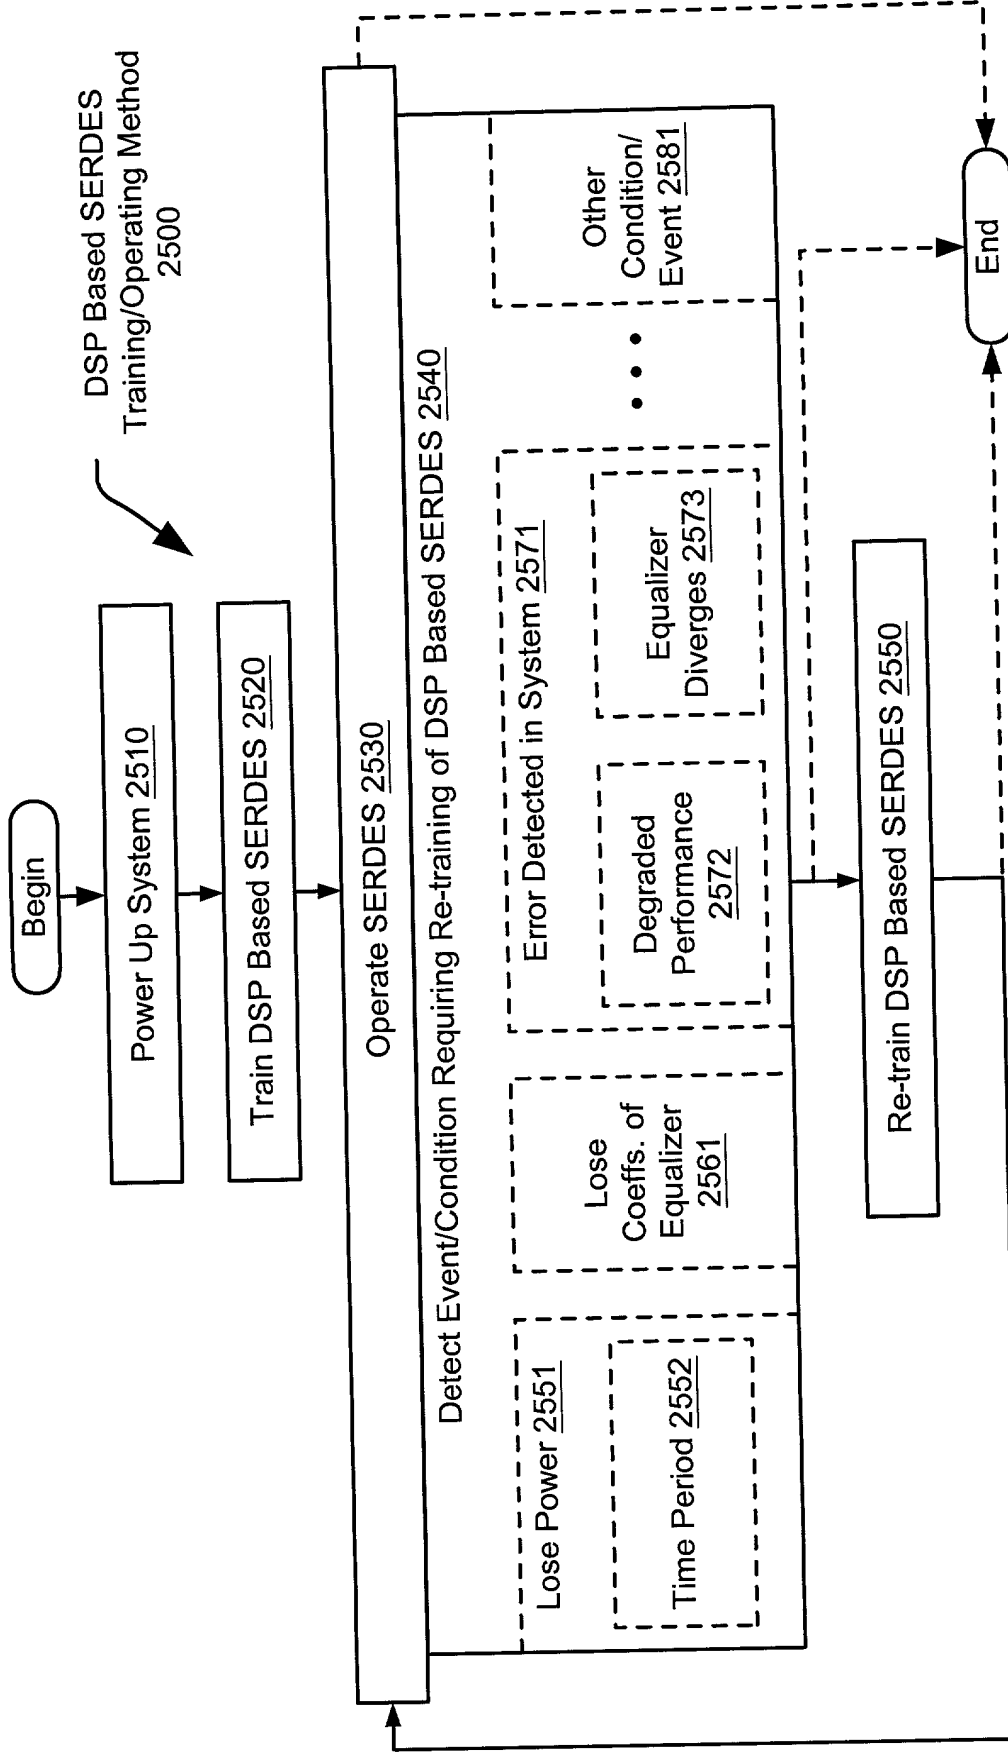 DSP Based SERDES
Training/Operating Method
2500
Begin
Power Up System 2510
Train DSP Based SERDES 2520
Operate SERDES 2530
Detect Event/Condition Requiring Re-training of DSP Based SERDES 2540
Lose Power 2551
Time Period 2552
Lose
Coeffs. of
Equalizer
2561
Error Detected in System 2571
Degraded
Performance
2572
Equalizer
Diverges 2573
Other
Condition/
Event 2581
Re-train DSP Based SERDES 2550
End